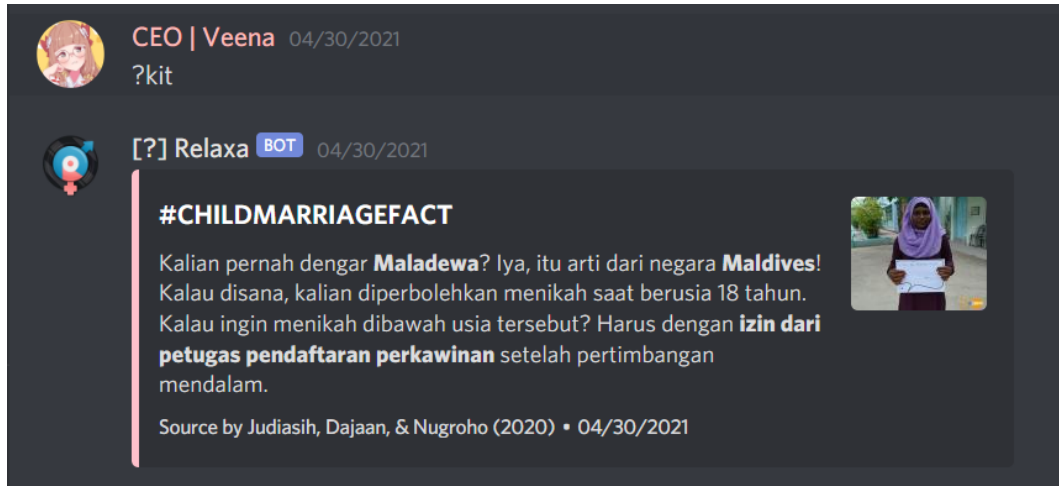 CEO | Veena 04/30/2021
?kit
[?] Relaxa BOT 04/30/2021
#CHILDMARRIAGEFACT
Kalian pernah dengar Maladewa? Iya, itu arti dari negara Maldives!
Kalau disana, kalian diperbolehkan menikah saat berusia 18 tahun.
Kalau ingin menikah dibawah usia tersebut? Harus dengan izin dari
petugas pendaftaran perkawinan setelah pertimbangan
mendalam.
Source by Judiasih, Dajaan, & Nugroho (2020) • 04/30/2021